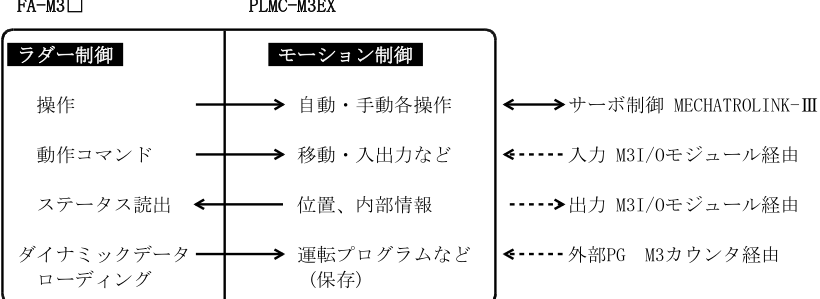 FA-M3□ PLMC-M3EX
ラダー制御 モーション制御
操作 自動・手動各操作 サーボ制御 MECHATROLINK-Ⅲ
動作コマンド 移動・入出力など 入力 M3I/Oモジュール経由
ステータス読出 位置、内部情報 出力 M3I/Oモジュール経由
ダイナミックデータ 運転プログラムなど 外部PG M3カウンタ経由
ローディング (保存)